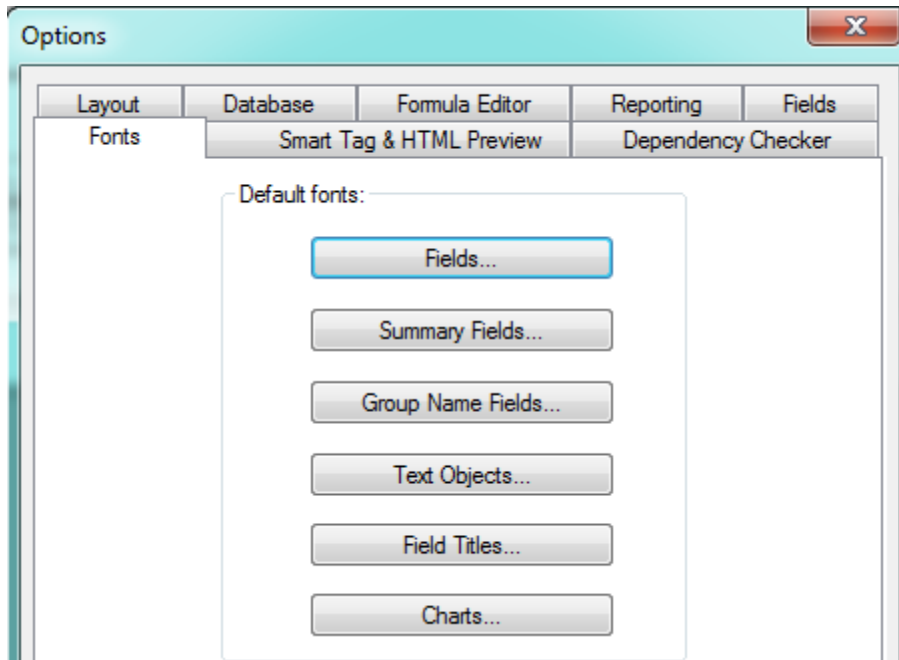 Options
Layout Database Formula Editor Reporting Fields
Fonts Smart Tag & HTML Preview Dependency Checker
Default fonts:
Fields...
Summary Fields...
Group Name Fields...
Text Objects...
Field Titles...
Charts...